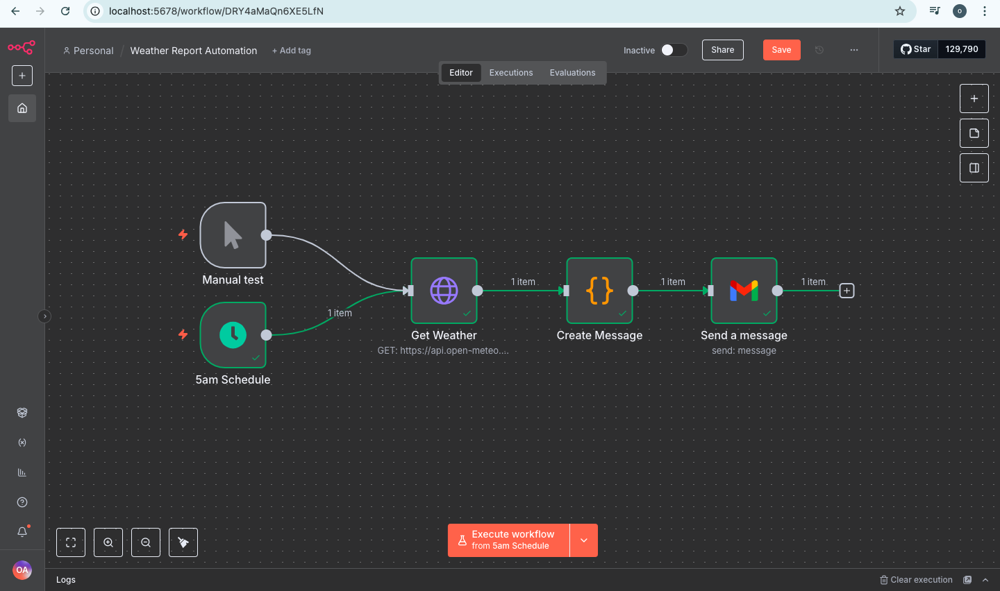 localhost:5678/workflow/DRY4aMaQn6XE5LfN
O
Personal / Weather Report Automation + Add tag
Inactive
Share
Save
Star 129,790
Editor Executions Evaluations
Manual test
1 item
5am Schedule
Get Weather
GET: https://api.open-meteo....
1 item
Create Message
1 item
Send a message
send: message
1 item
Execute workflow
from 5am Schedule
OA
Logs
Clear execution